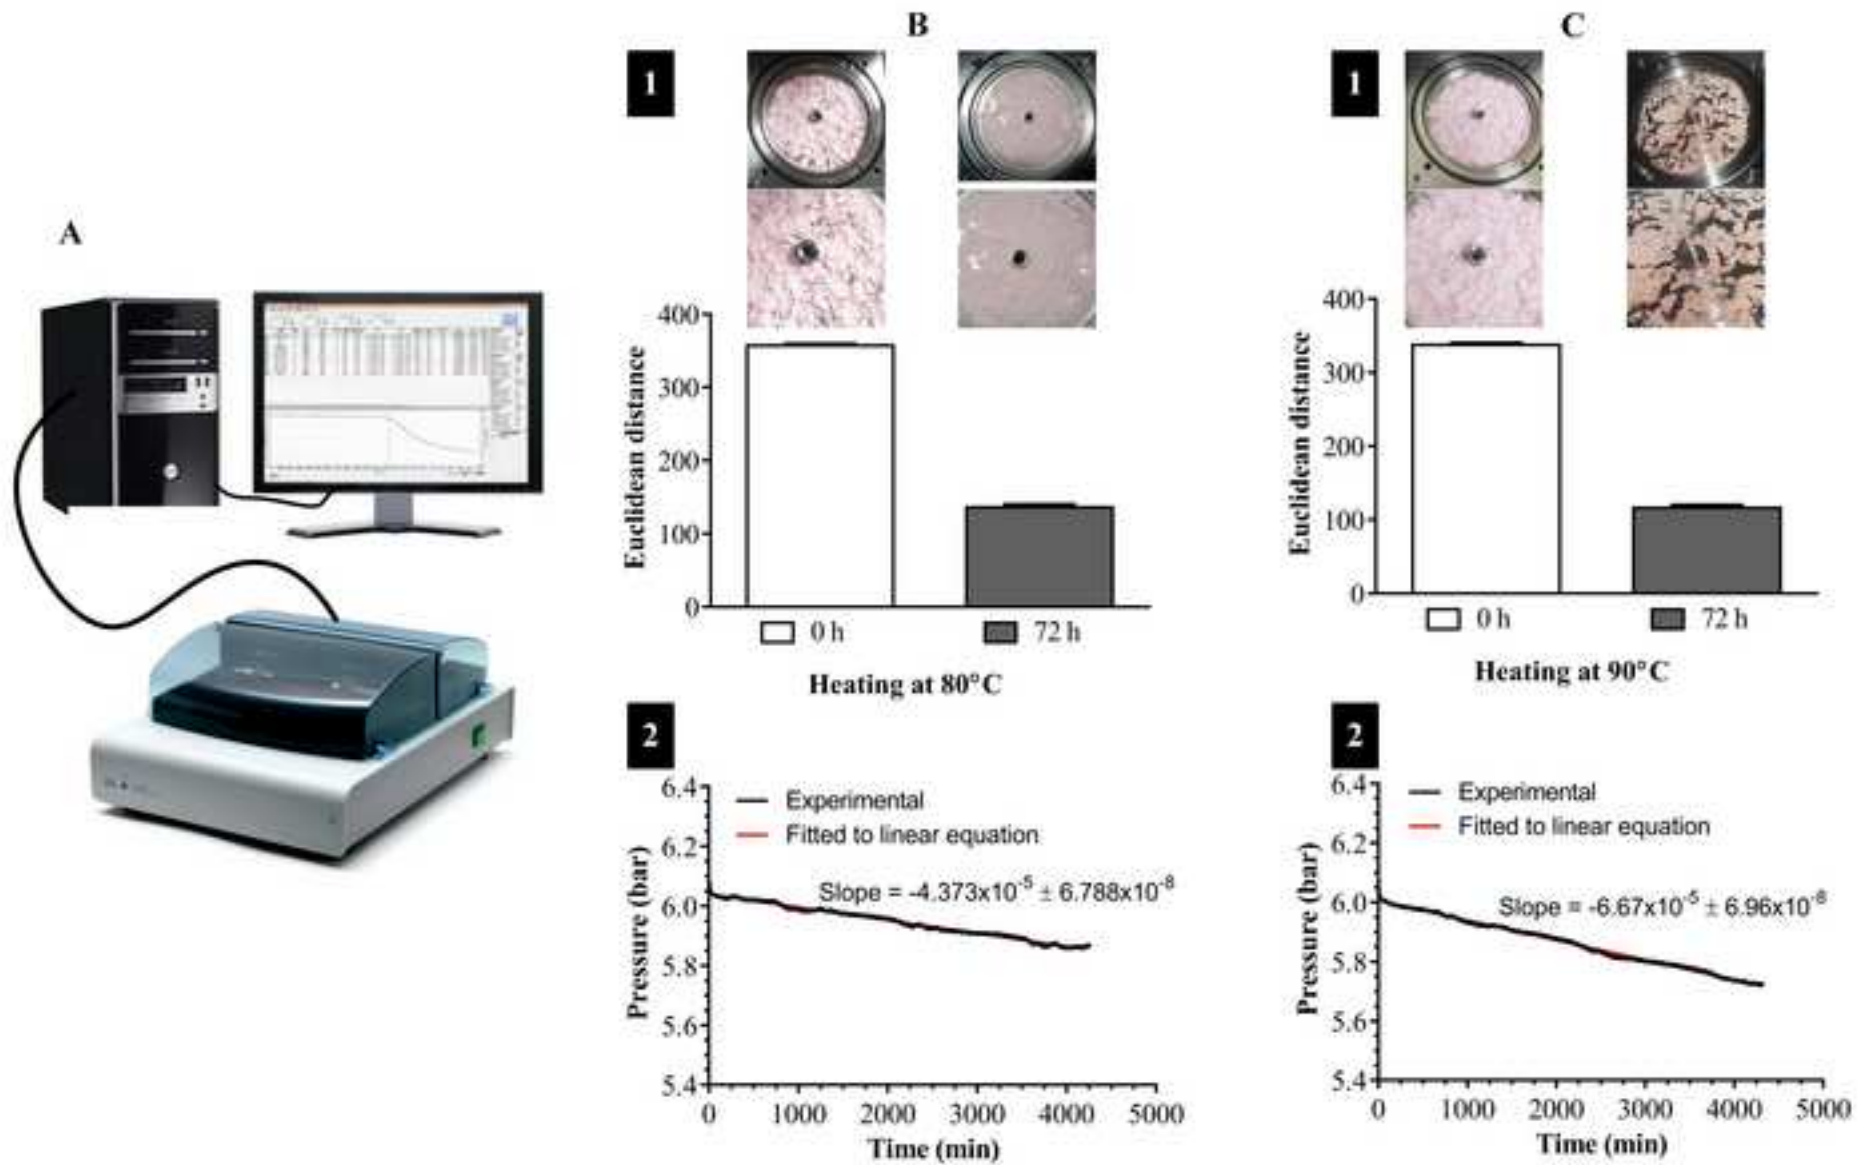 A
B
1
400
300
200
100
0
Euclidean distance
0 h
72 h
Heating at 80°C
2
6.4
6.2
6.0
5.8
5.6
5.4
Pressure (bar)
Experimental
Fitted to linear equation
Slope = -4.373x10-5 ± 6.788x10-8
0 1000 2000 3000 4000 5000
Time (min)
C
1
400
300
200
100
0
Euclidean distance
0 h
72 h
Heating at 90°C
2
6.4
6.2
6.0
5.8
5.6
5.4
Pressure (bar)
Experimental
Fitted to linear equation
Slope = -6.67x10-5 ± 6.96x10-8
0 1000 2000 3000 4000 5000
Time (min)